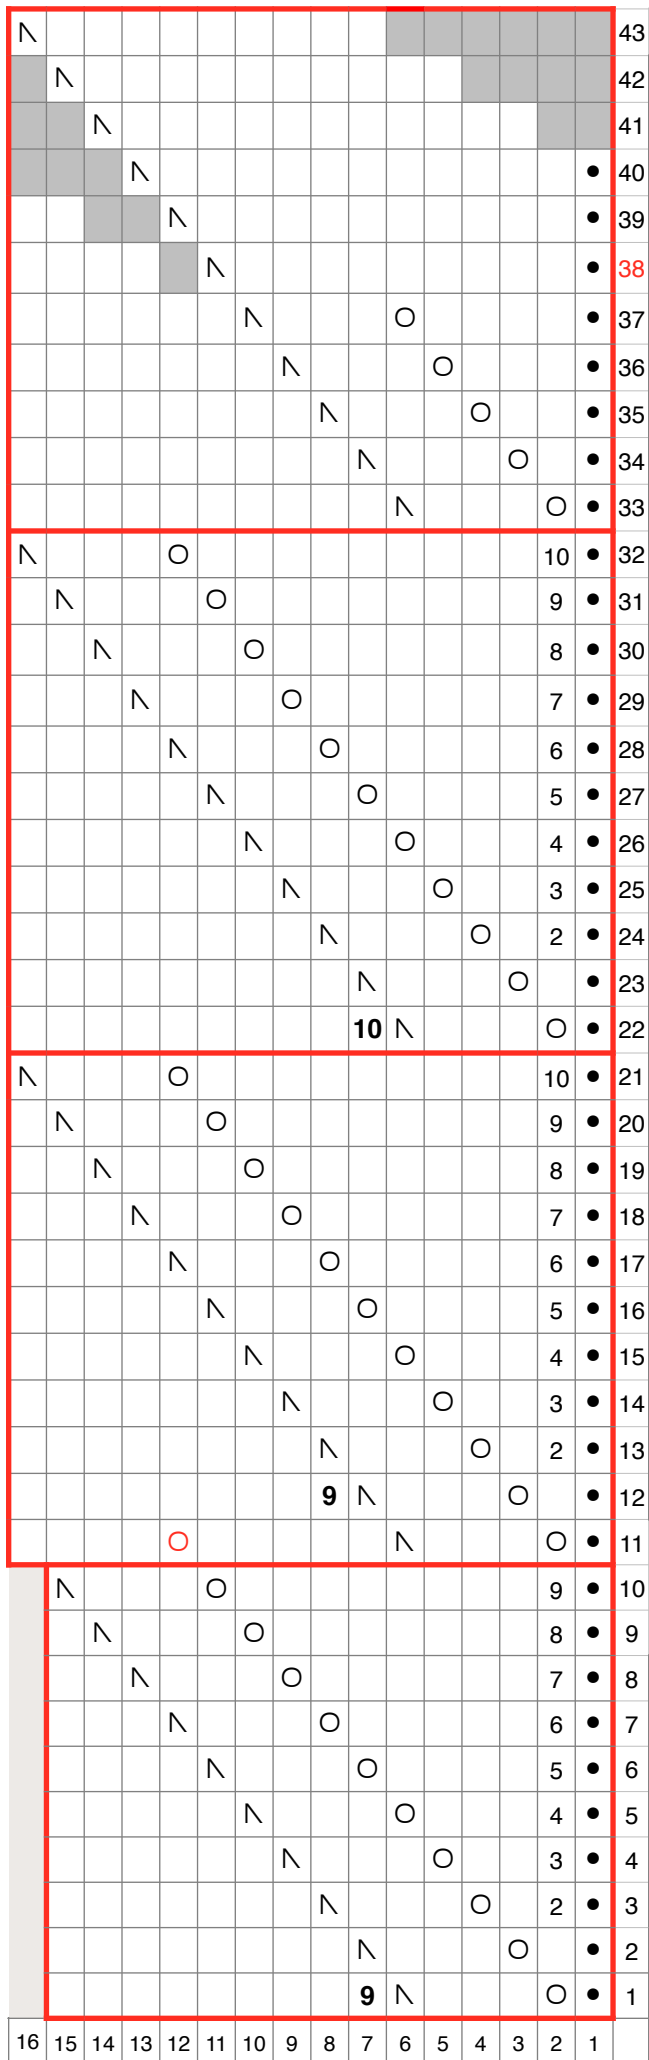 Λ 43
Λ 42
Λ 41
Λ • 40
Λ • 39
Λ • 38
Λ O • 37
Λ O • 36
Λ O • 35
Λ O • 34
Λ O • 33
Λ O 10 • 32
Λ O 9 • 31
Λ O 8 • 30
Λ O 7 • 29
Λ O 6 • 28
Λ O 5 • 27
Λ O 4 • 26
Λ O 3 • 25
Λ O 2 • 24
Λ O • 23
10 Λ O • 22
Λ O 10 • 21
Λ O 9 • 20
Λ O 8 • 19
Λ O 7 • 18
Λ O 6 • 17
Λ O 5 • 16
Λ O 4 • 15
Λ O 3 • 14
Λ O 2 • 13
9 Λ O • 12
O Λ O • 11
Λ O 9 • 10
Λ O 8 • 9
Λ O 7 • 8
Λ O 6 • 7
Λ O 5 • 6
Λ O 4 • 5
Λ O 3 • 4
Λ O 2 • 3
Λ O • 2
9 Λ O • 1
16 15 14 13 12 11 10 9 8 7 6 5 4 3 2 1